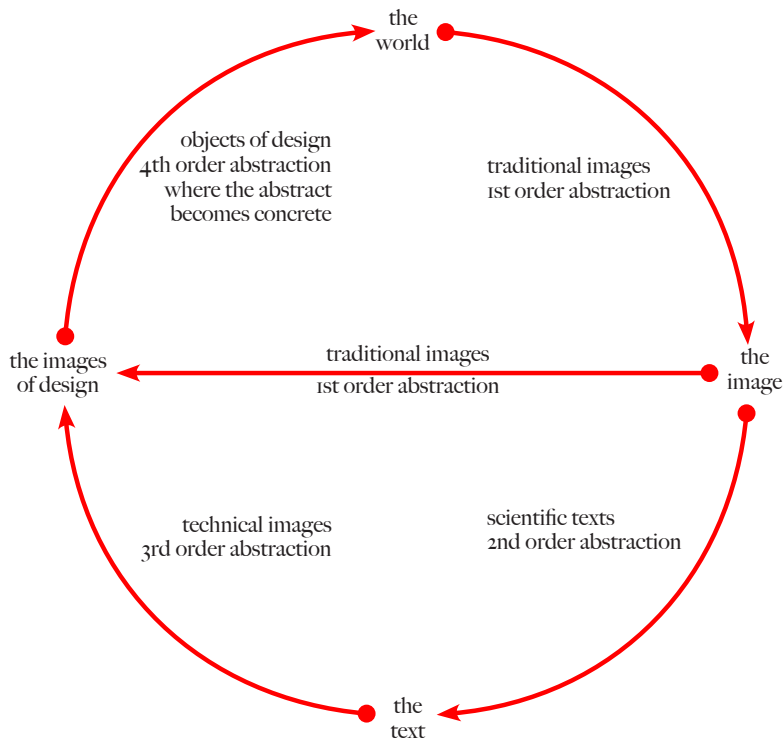 the
world
objects of design
4th order abstraction
where the abstract
becomes concrete
traditional images
1st order abstraction
the images
of design
traditional images
1st order abstraction
the
image
technical images
3rd order abstraction
scientific texts
2nd order abstraction
the
text